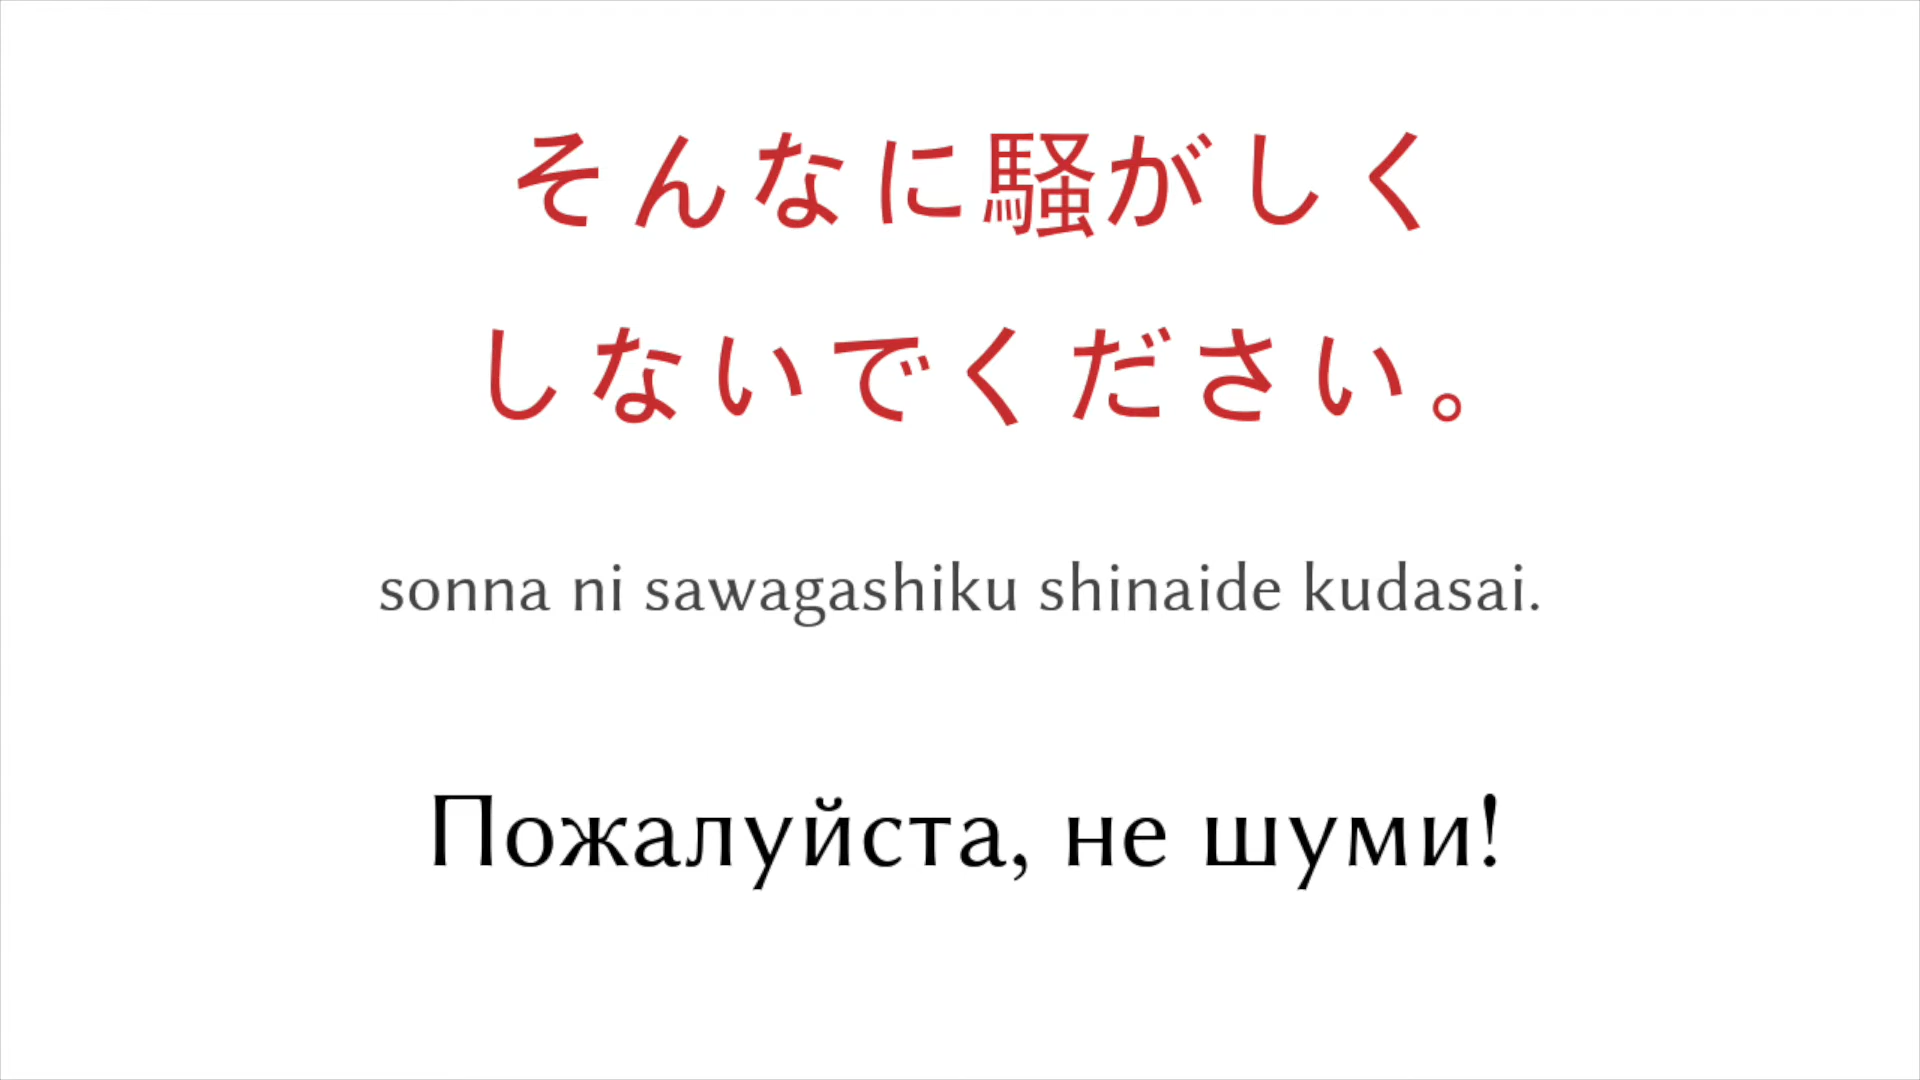 そんなに騒がしく
しないでください。
sonna ni sawagashiku shinaide kudasai.
Пожалуйста, не шуми!